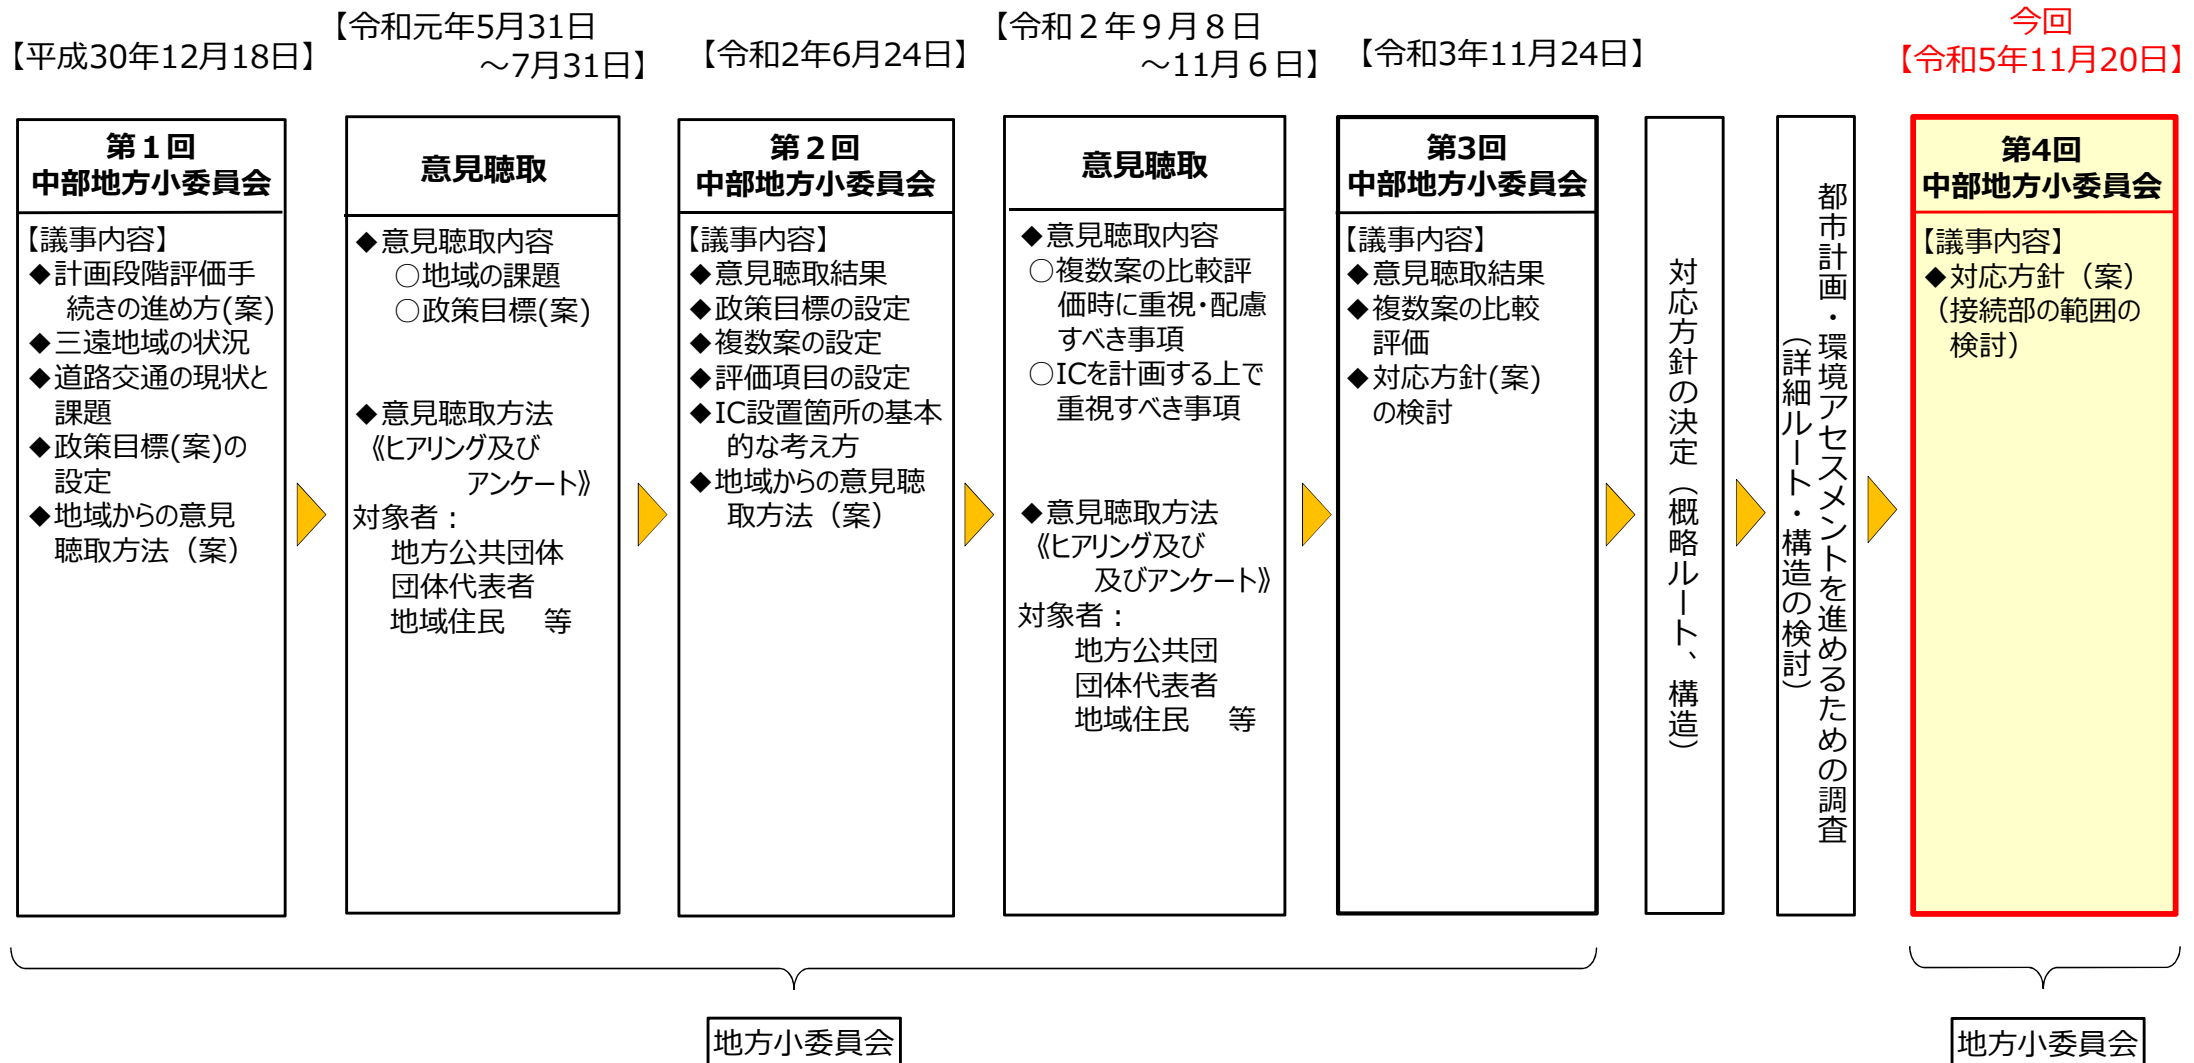 【平成30年12月18日】
【令和元年5月31日
～7月31日】
【令和2年6月24日】
【令和２年９月８日
～11月６日】
【令和3年11月24日】
今回
【令和5年11月20日】
第１回
中部地方小委員会
【議事内容】
◆計画段階評価手
続きの進め方(案)
◆三遠地域の状況
◆道路交通の現状と
課題
◆政策目標(案)の
設定
◆地域からの意見
聴取方法（案）
意見聴取
◆意見聴取内容
○地域の課題
○政策目標(案)
◆意見聴取方法
《ヒアリング及び
アンケート》
対象者：
地方公共団体
団体代表者
地域住民　等
第２回
中部地方小委員会
【議事内容】
◆意見聴取結果
◆政策目標の設定
◆複数案の設定
◆評価項目の設定
◆IC設置箇所の基本
的な考え方
◆地域からの意見聴
取方法（案）
意見聴取
◆意見聴取内容
○複数案の比較評
価時に重視・配慮
すべき事項
○ICを計画する上で
重視すべき事項
◆意見聴取方法
《ヒアリング及び
及びアンケート》
対象者：
地方公共団
団体代表者
地域住民　等
第3回
中部地方小委員会
【議事内容】
◆意見聴取結果
◆複数案の比較
評価
◆対応方針(案)
の検討
対応方針の決定（概略ルート、構造）
都市計画・環境アセスメントを進めるための調査
（詳細ルート・構造の検討）
第4回
中部地方小委員会
【議事内容】
◆対応方針（案）
（接続部の範囲の
検討）
地方小委員会
地方小委員会